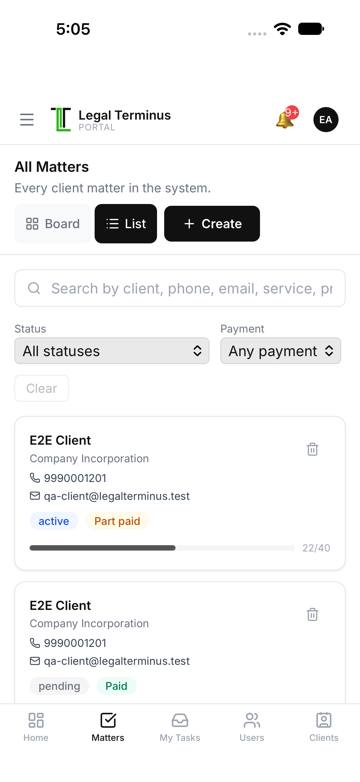 5:05
Legal Terminus
PORTAL
9+
EA
All Matters
Every client matter in the system.
Board
List
+ Create
Search by client, phone, email, service, pr
Status
Payment
All statuses
Any payment
Clear
E2E Client
Company Incorporation
9990001201
qa-client@legalterminus.test
active
Part paid
22/40
E2E Client
Company Incorporation
9990001201
qa-client@legalterminus.test
pending
Paid
Home
Matters
My Tasks
Users
Clients